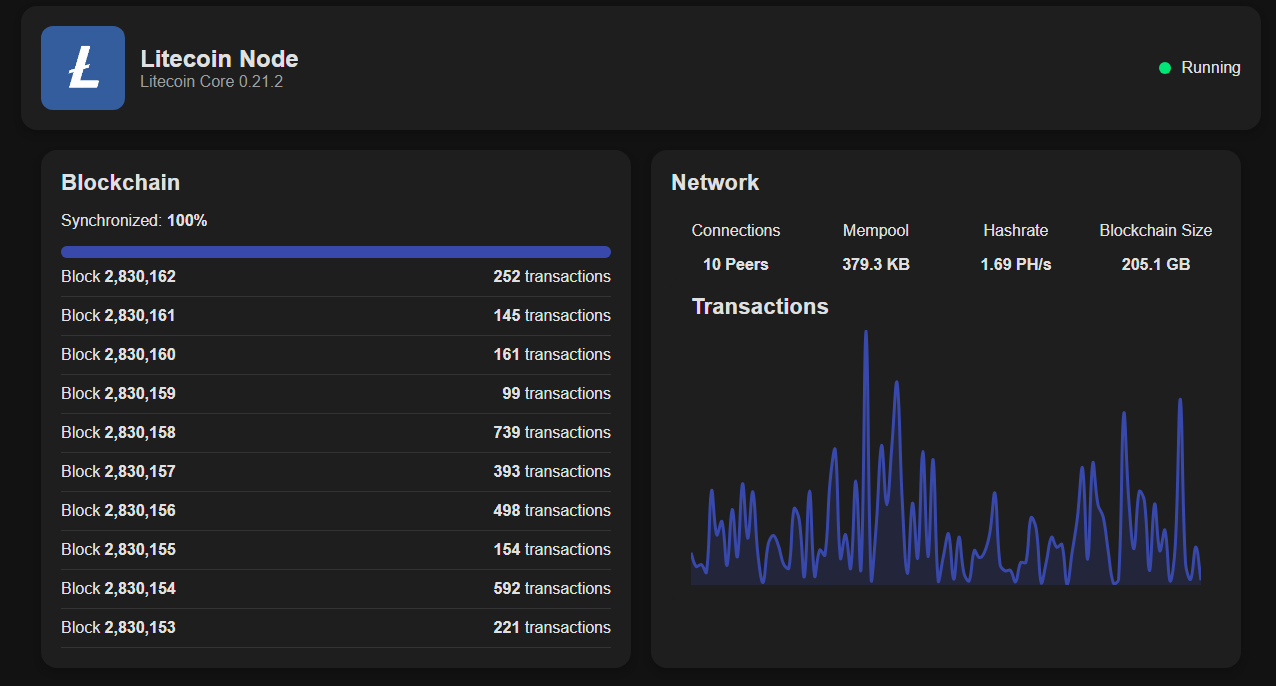 Litecoin Node
Litecoin Core 0.21.2
Running
Blockchain
Synchronized: 100%
Block 2,830,162 252 transactions
Block 2,830,161 145 transactions
Block 2,830,160 161 transactions
Block 2,830,159 99 transactions
Block 2,830,158 739 transactions
Block 2,830,157 393 transactions
Block 2,830,156 498 transactions
Block 2,830,155 154 transactions
Block 2,830,154 592 transactions
Block 2,830,153 221 transactions
Network
Connections Mempool Hashrate Blockchain Size
10 Peers 379.3 KB 1.69 PH/s 205.1 GB
Transactions